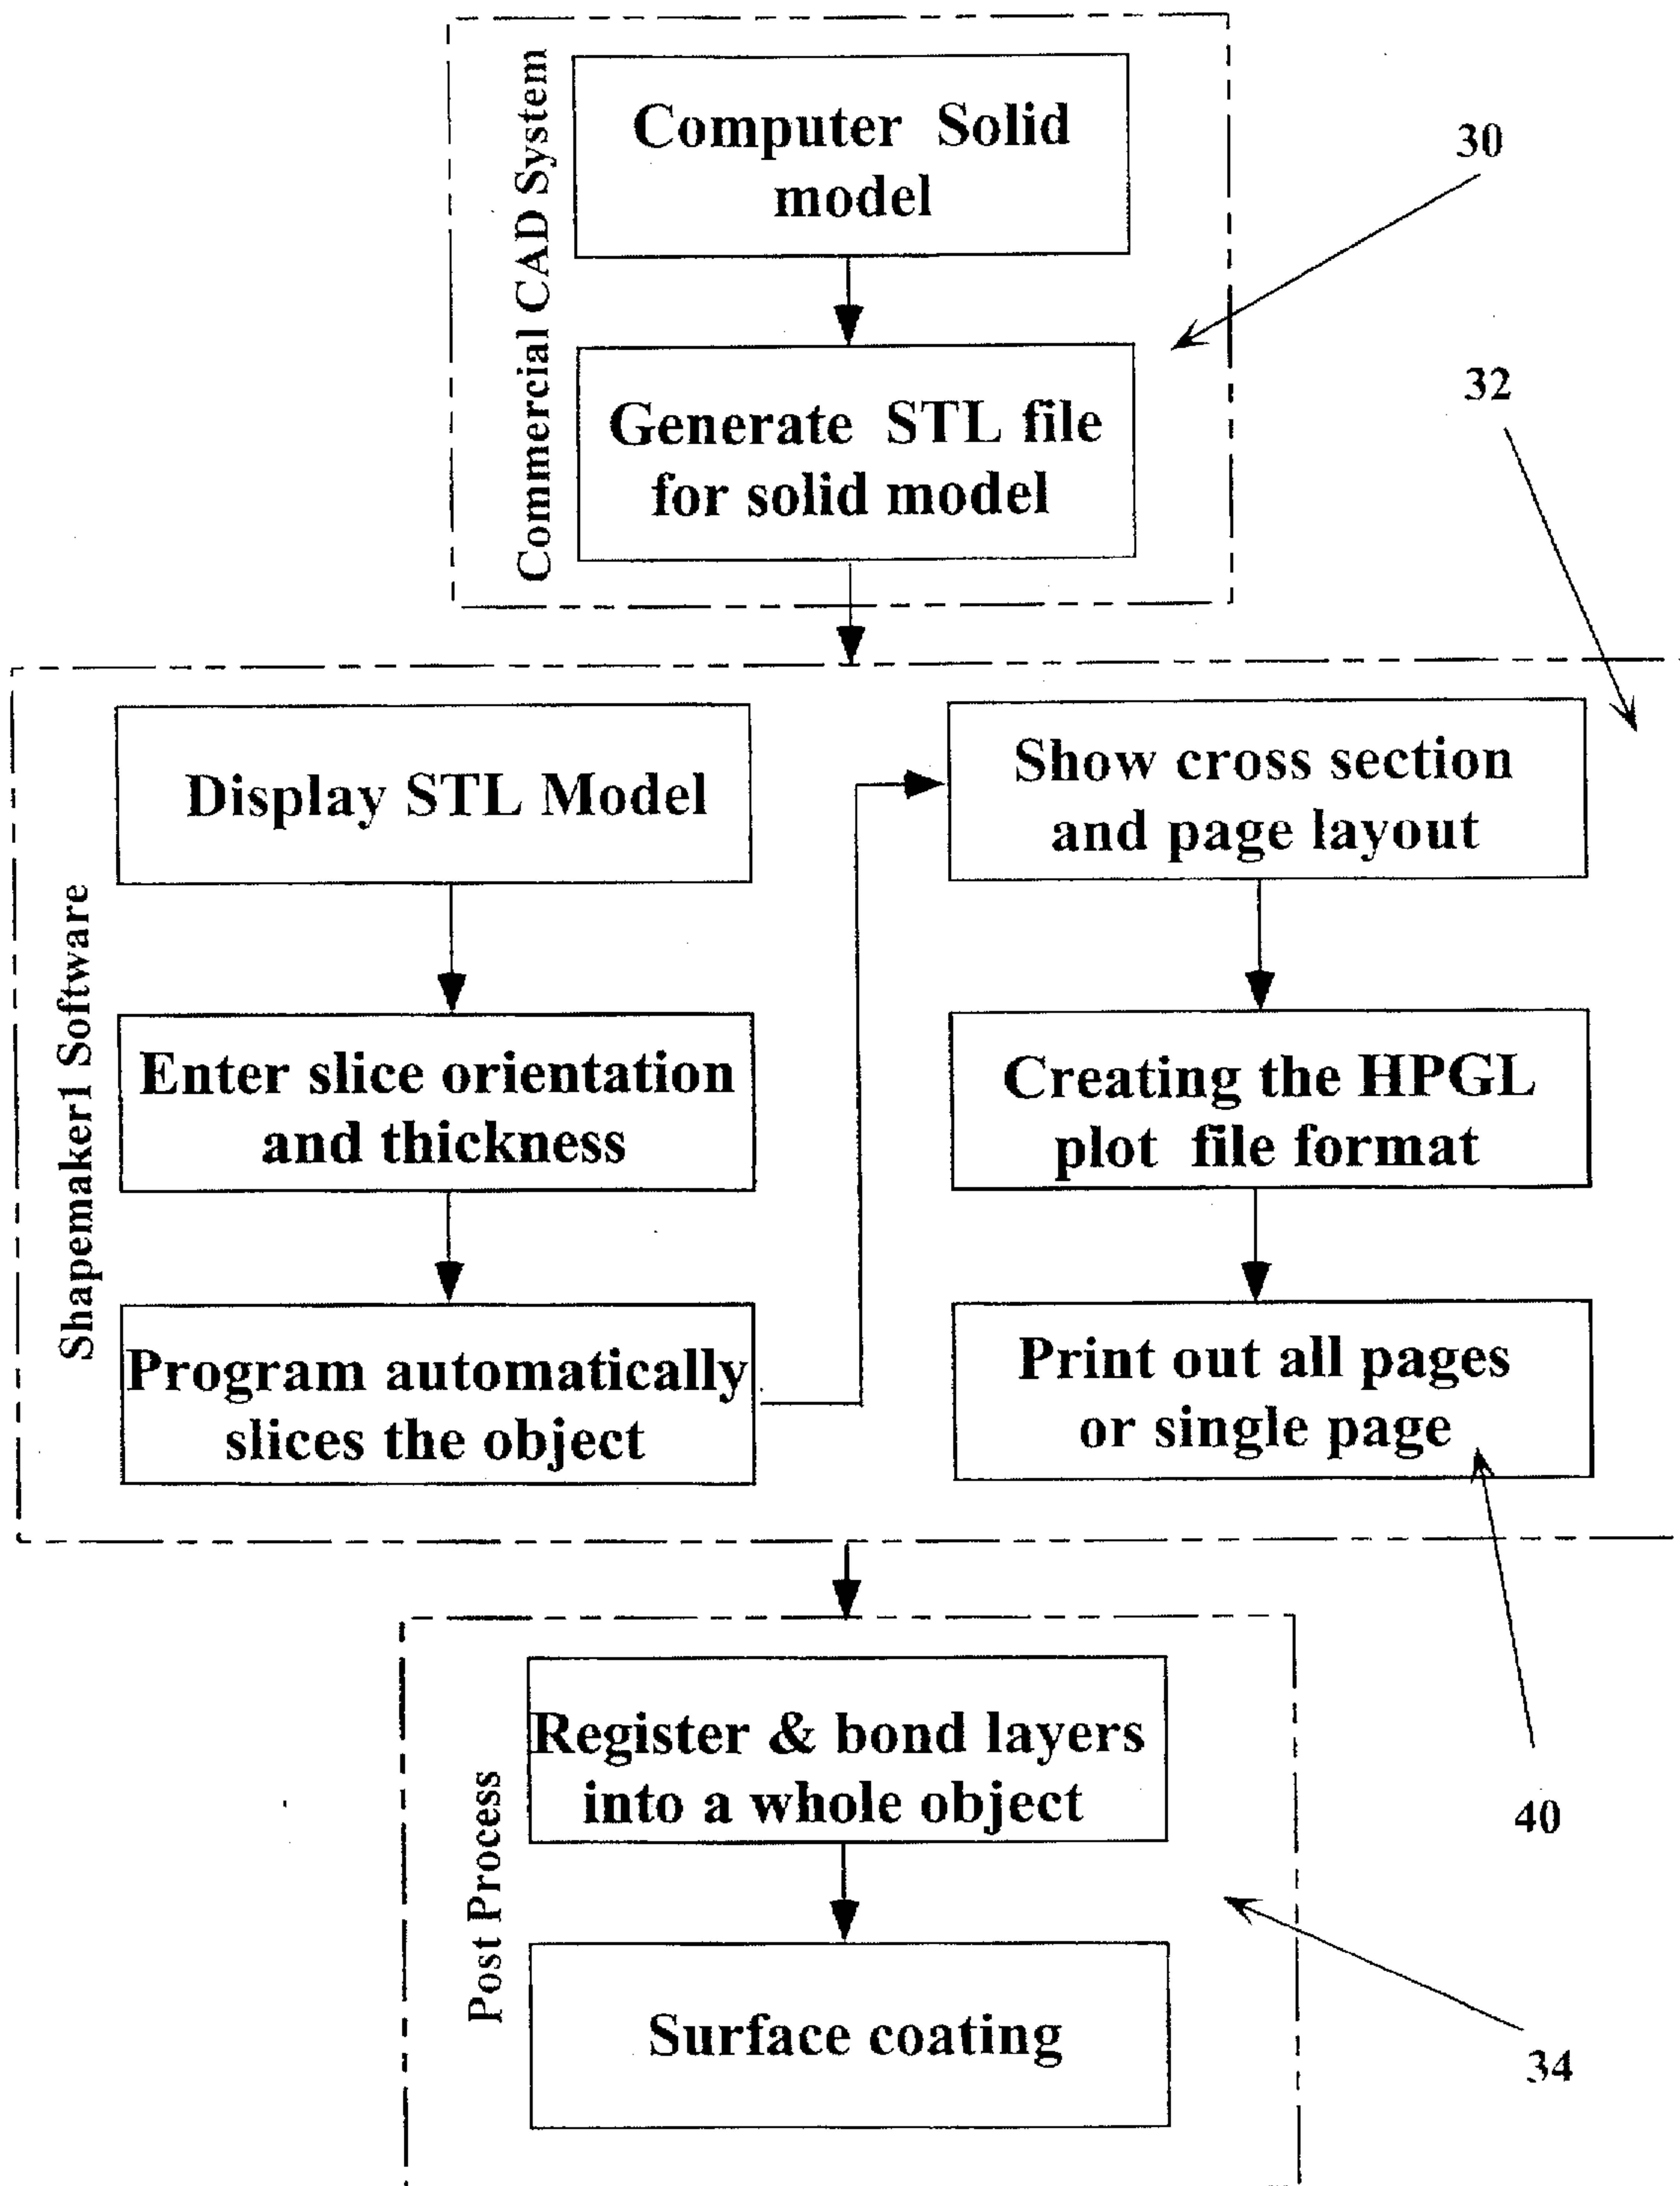 Commercial CAD System
Computer Solid
model
30
Generate STL file
for solid model
32
Shapemaker1 Software
Display STL Model
Enter slice orientation
and thickness
Program automatically
slices the object
Show cross section
and page layout
Creating the HPGL
plot file format
Print out all pages
or single page
40
Post Process
Register & bond layers
into a whole object
Surface coating
34